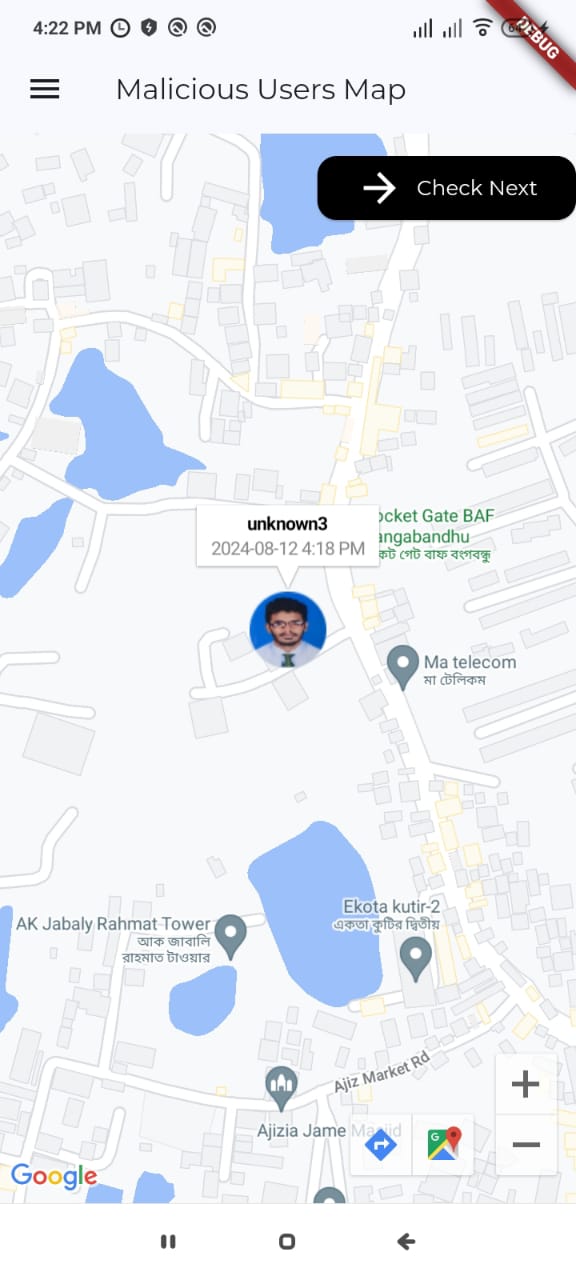 4:22 PM
DEBUG
Malicious Users Map
Check Next
unknown3
2024-08-12 4:18 PM
ocket Gate BAF
angabandhu
কট গেট বাফ বংগবন্ধু
Ma telecom
মা টেলিকম
Ekota kutir-2
একতা কুটির দ্বিতীয়
AK Jabaly Rahmat Tower
আক জাবালি
রাহমাত টাওয়ার
Ajiz Market Rd
Ajizia Jame Masjid
Google